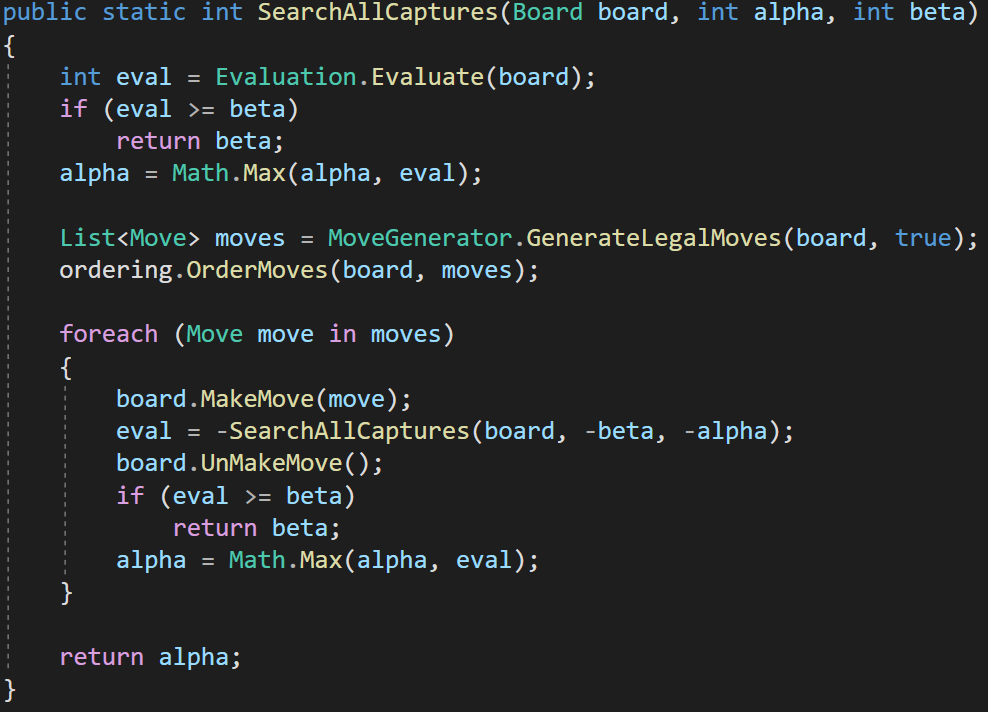 public static int SearchAllCaptures(Board board, int alpha, int beta)
{
    int eval = Evaluation.Evaluate(board);
    if (eval >= beta)
        return beta;
    alpha = Math.Max(alpha, eval);

    List<Move> moves = MoveGenerator.GenerateLegalMoves(board, true);
    ordering.OrderMoves(board, moves);

    foreach (Move move in moves)
    {
        board.MakeMove(move);
        eval = -SearchAllCaptures(board, -beta, -alpha);
        board.UnMakeMove();
        if (eval >= beta)
            return beta;
        alpha = Math.Max(alpha, eval);
    }

    return alpha;
}